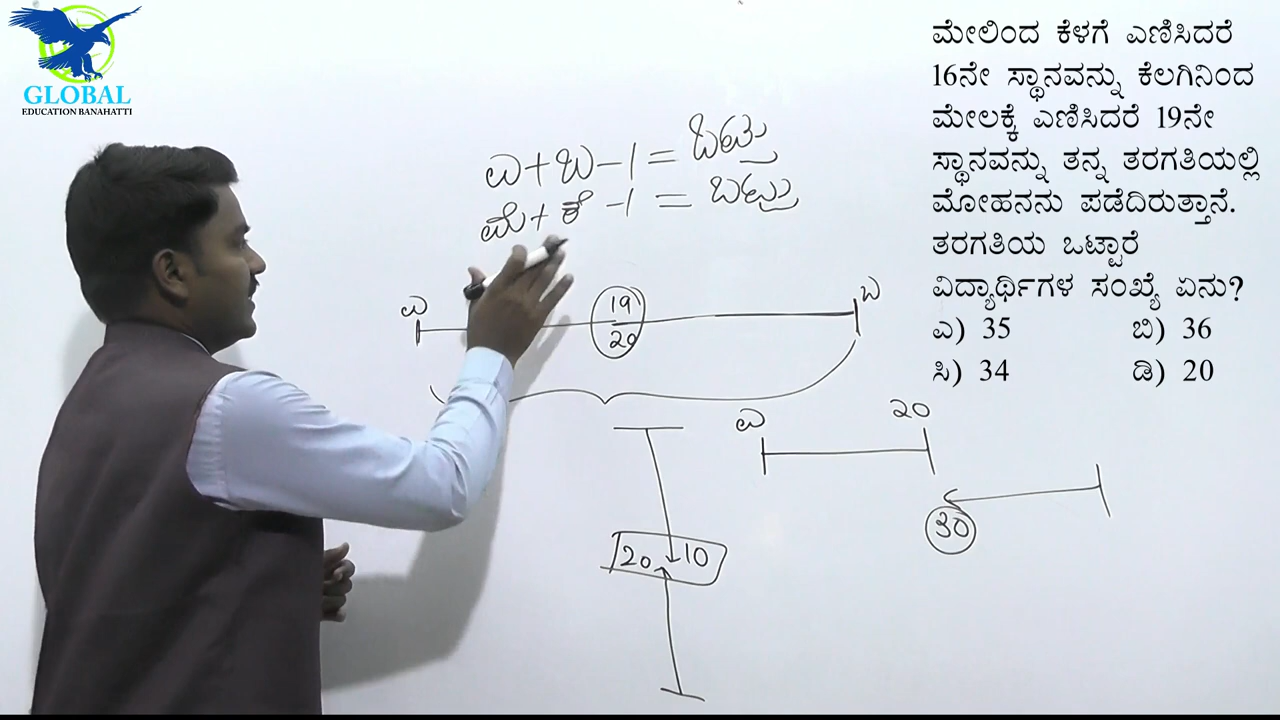 GLOBAL
EDUCATION BANAHATTI
ಮೇಲಿಂದ ಕೆಳಗೆ ಎಣಿಸಿದರೆ
16ನೇ ಸ್ಥಾನವನ್ನು ಕೆಲಗಿನಿಂದ
ಮೇಲಕ್ಕೆ ಎಣಿಸಿದರೆ 19ನೇ
ಸ್ಥಾನವನ್ನು ತನ್ನ ತರಗತಿಯಲ್ಲಿ
ಮೋಹನನು ಪಡೆದಿರುತ್ತಾನೆ.
ತರಗತಿಯ ಒಟ್ಟಾರೆ
ವಿದ್ಯಾರ್ಥಿಗಳ ಸಂಖ್ಯೆ ಏನು?
ಎ) 35 ಬಿ) 36
ಸಿ) 34 ಡಿ) 20
ಎ + ಬ - 1 = ಒಟ್ಟು
ಮೆ + ಕೆ - 1 = ಒಟ್ಟು
ಎ 19 ಬ
20
ಎ 20
30
20 10